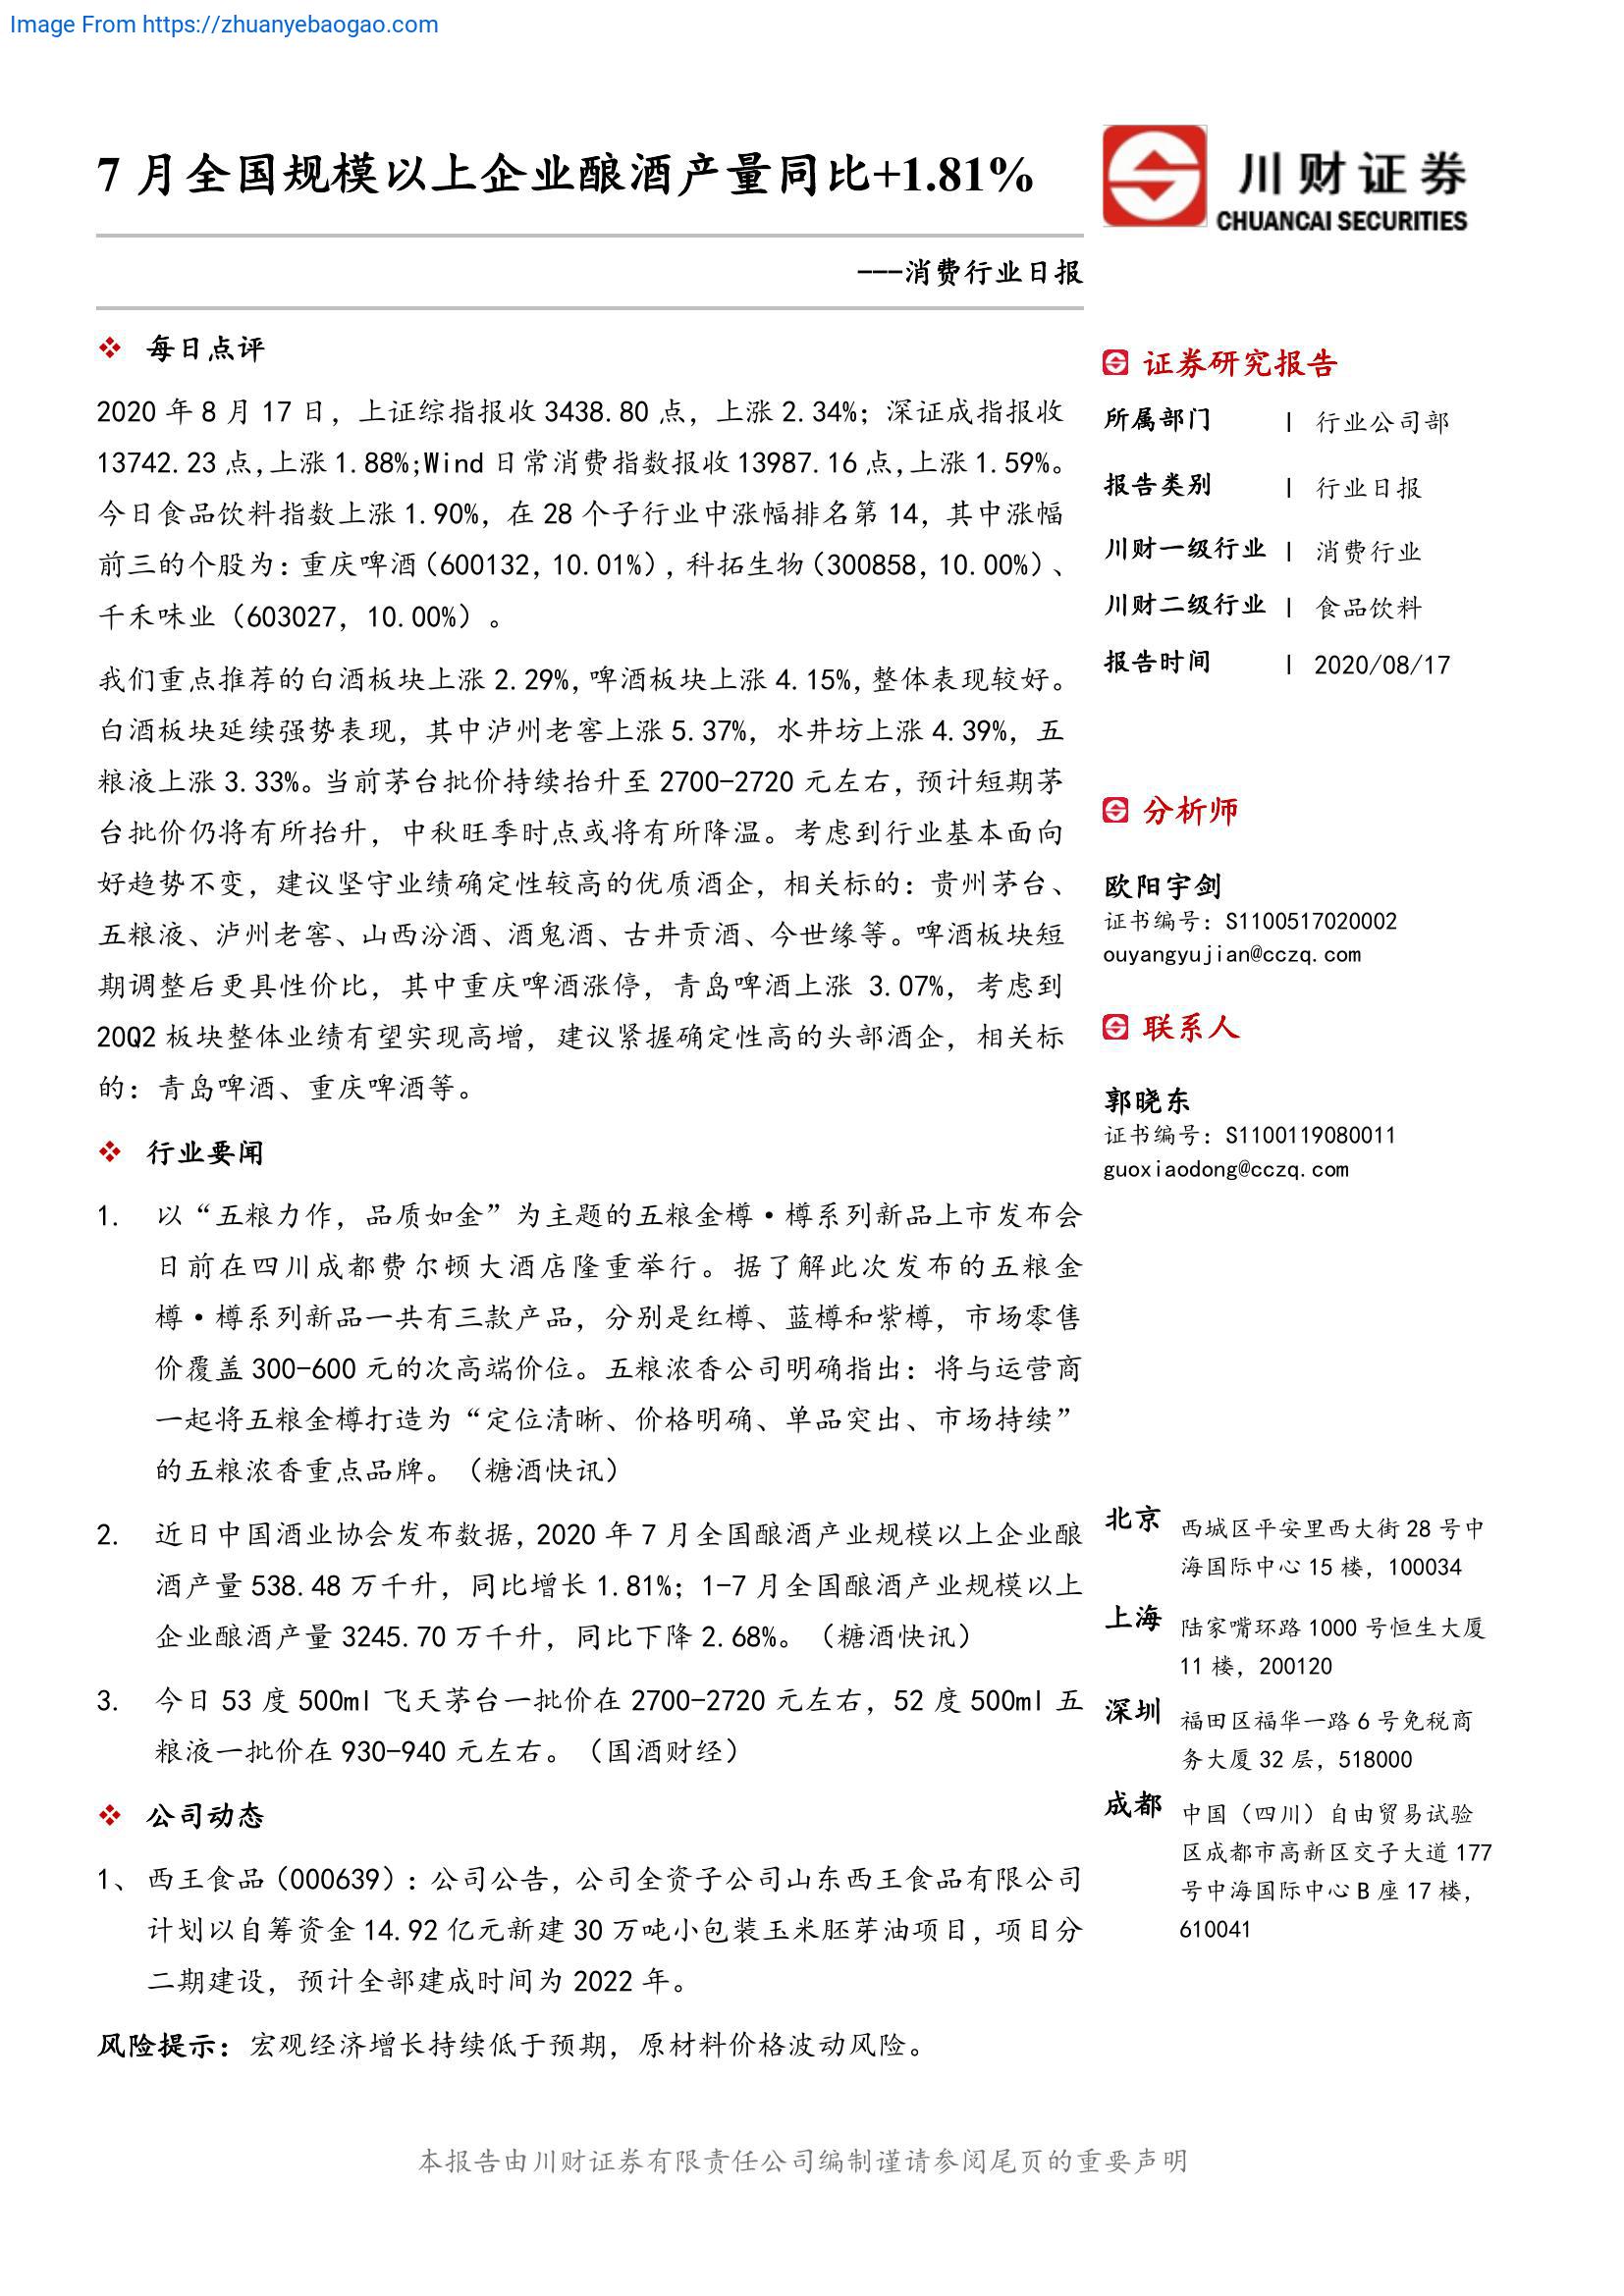 Image From https://zhuanyebaogao.com
7 月全国规模以上企业酿酒产量同比+1.81%
川财证券
CHUANCAI SECURITIES
---消费行业日报
每日点评
2020 年 8 月 17 日，上证综指报收 3438.80 点，上涨 2.34%；深证成指报收
13742.23 点,上涨 1.88%;Wind 日常消费指数报收 13987.16 点,上涨 1.59%。
今日食品饮料指数上涨 1.90%，在 28 个子行业中涨幅排名第 14，其中涨幅
前三的个股为：重庆啤酒（600132，10.01%），科拓生物（300858，10.00%）、
千禾味业（603027，10.00%）。
我们重点推荐的白酒板块上涨 2.29%，啤酒板块上涨 4.15%，整体表现较好。
白酒板块延续强势表现，其中泸州老窖上涨 5.37%，水井坊上涨 4.39%，五
粮液上涨 3.33%。当前茅台批价持续抬升至 2700-2720 元左右，预计短期茅
台批价仍将有所抬升，中秋旺季时点或将有所降温。考虑到行业基本面向
好趋势不变，建议坚守业绩确定性较高的优质酒企，相关标的：贵州茅台、
五粮液、泸州老窖、山西汾酒、酒鬼酒、古井贡酒、今世缘等。啤酒板块短
期调整后更具性价比，其中重庆啤酒涨停，青岛啤酒上涨 3.07%，考虑到
20Q2 板块整体业绩有望实现高增，建议紧握确定性高的头部酒企，相关标
的：青岛啤酒、重庆啤酒等。
行业要闻
1. 以“五粮力作，品质如金”为主题的五粮金樽·樽系列新品上市发布会
日前在四川成都费尔顿大酒店隆重举行。据了解此次发布的五粮金
樽·樽系列新品一共有三款产品，分别是红樽、蓝樽和紫樽，市场零售
价覆盖 300-600 元的次高端价位。五粮浓香公司明确指出：将与运营商
一起将五粮金樽打造为“定位清晰、价格明确、单品突出、市场持续”
的五粮浓香重点品牌。（糖酒快讯）
2. 近日中国酒业协会发布数据，2020 年 7 月全国酿酒产业规模以上企业酿
酒产量 538.48 万千升，同比增长 1.81%；1-7 月全国酿酒产业规模以上
企业酿酒产量 3245.70 万千升，同比下降 2.68%。（糖酒快讯）
3. 今日 53 度 500ml 飞天茅台一批价在 2700-2720 元左右，52 度 500ml 五
粮液一批价在 930-940 元左右。（国酒财经）
公司动态
1、 西王食品（000639）：公司公告，公司全资子公司山东西王食品有限公司
计划以自筹资金 14.92 亿元新建 30 万吨小包装玉米胚芽油项目，项目分
二期建设，预计全部建成时间为 2022 年。
风险提示：宏观经济增长持续低于预期，原材料价格波动风险。
证券研究报告
所属部门 | 行业公司部
报告类别 | 行业日报
川财一级行业 | 消费行业
川财二级行业 | 食品饮料
报告时间 | 2020/08/17
分析师
欧阳宇剑
证书编号：S1100517020002
ouyangyujian@cczq.com
联系人
郭晓东
证书编号：S1100119080011
guoxiaodong@cczq.com
北京 西城区平安里西大街 28 号中
海国际中心 15 楼，100034
上海 陆家嘴环路 1000 号恒生大厦
11 楼，200120
深圳 福田区福华一路 6 号免税商
务大厦 32 层，518000
成都 中国（四川）自由贸易试验
区成都市高新区交子大道 177
号中海国际中心 B 座 17 楼，
610041
本报告由川财证券有限责任公司编制谨请参阅尾页的重要声明